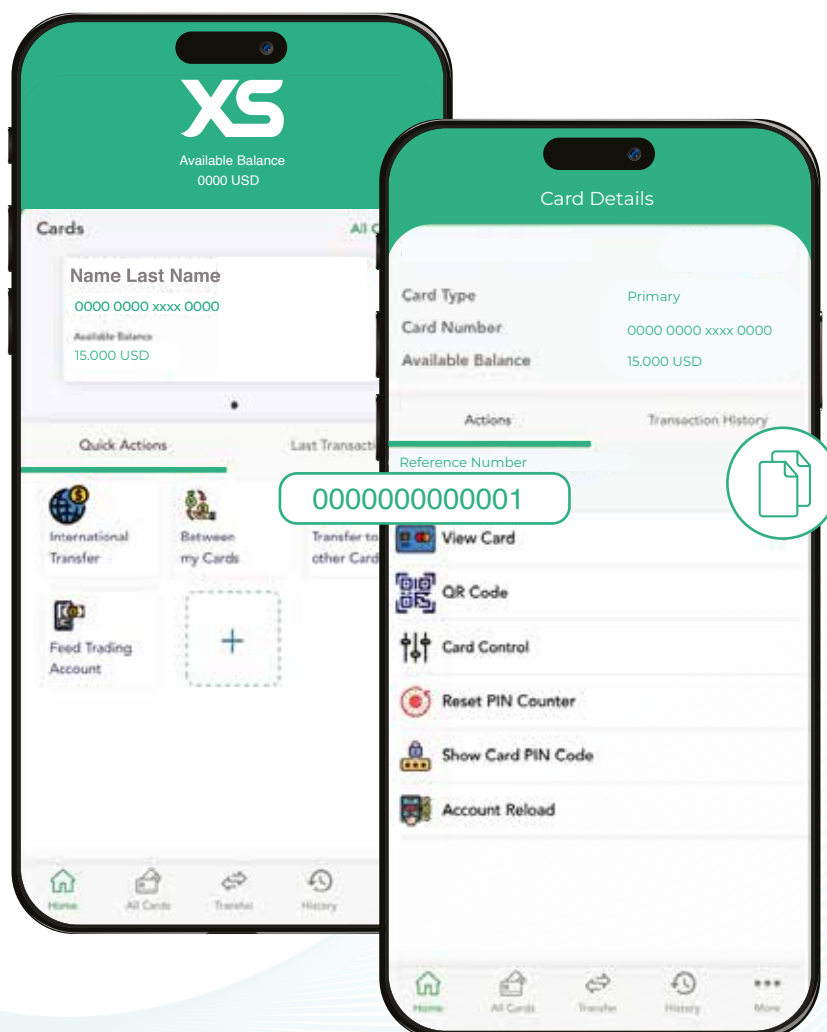 XS
Available Balance
0000 USD
Cards
All C
Name Last Name
0000 0000 xxxx 0000
Available Balance
15.000 USD
Quick Actions
Last Transacti
International
Transfer
Between
my Cards
Transfer to
other Card
Feed Trading
Account
+
Home
All Cards
Transfer
History
Card Details
Card Type
Primary
Card Number
0000 0000 xxxx 0000
Available Balance
15.000 USD
Actions
Transaction History
Reference Number
0000000000001
View Card
QR Code
Card Control
Reset PIN Counter
Show Card PIN Code
Account Reload
Home
All Cards
Transfer
History
More